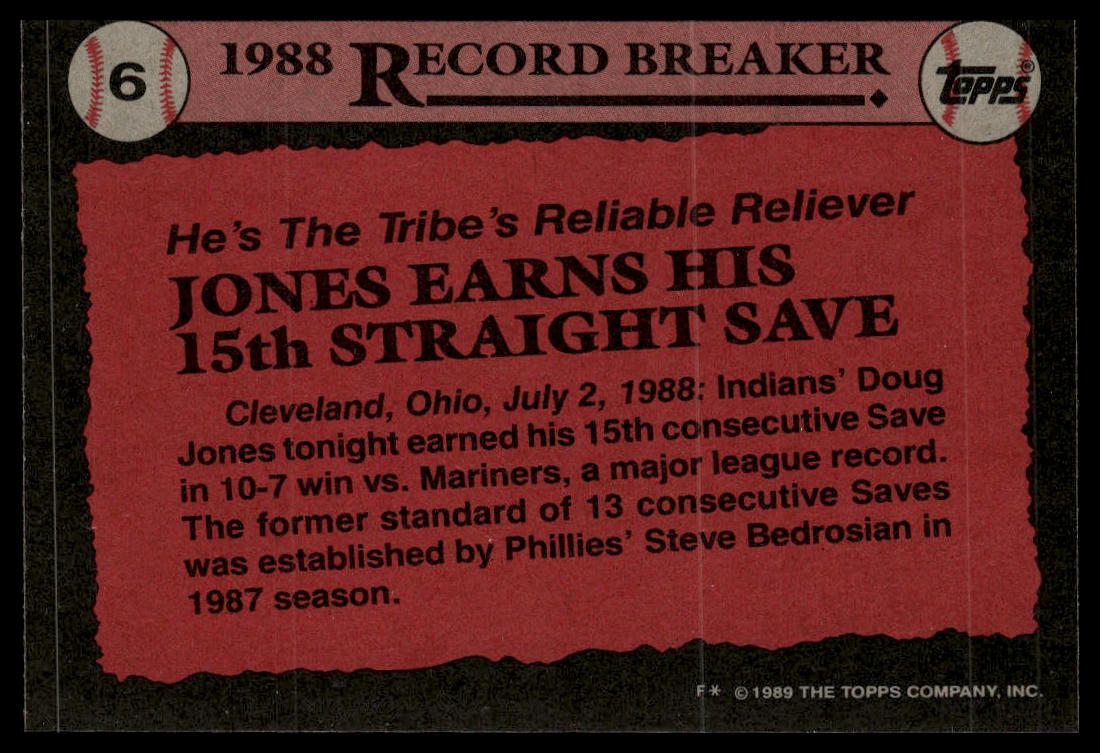 6
1988 RECORD BREAKER
Topps®
He's The Tribe's Reliable Reliever
JONES EARNS HIS
15th STRAIGHT SAVE
Cleveland, Ohio, July 2, 1988: Indians' Doug
Jones tonight earned his 15th consecutive Save
in 10-7 win vs. Mariners, a major league record.
The former standard of 13 consecutive Saves
was established by Phillies' Steve Bedrosian in
1987 season.
F* © 1989 THE TOPPS COMPANY, INC.